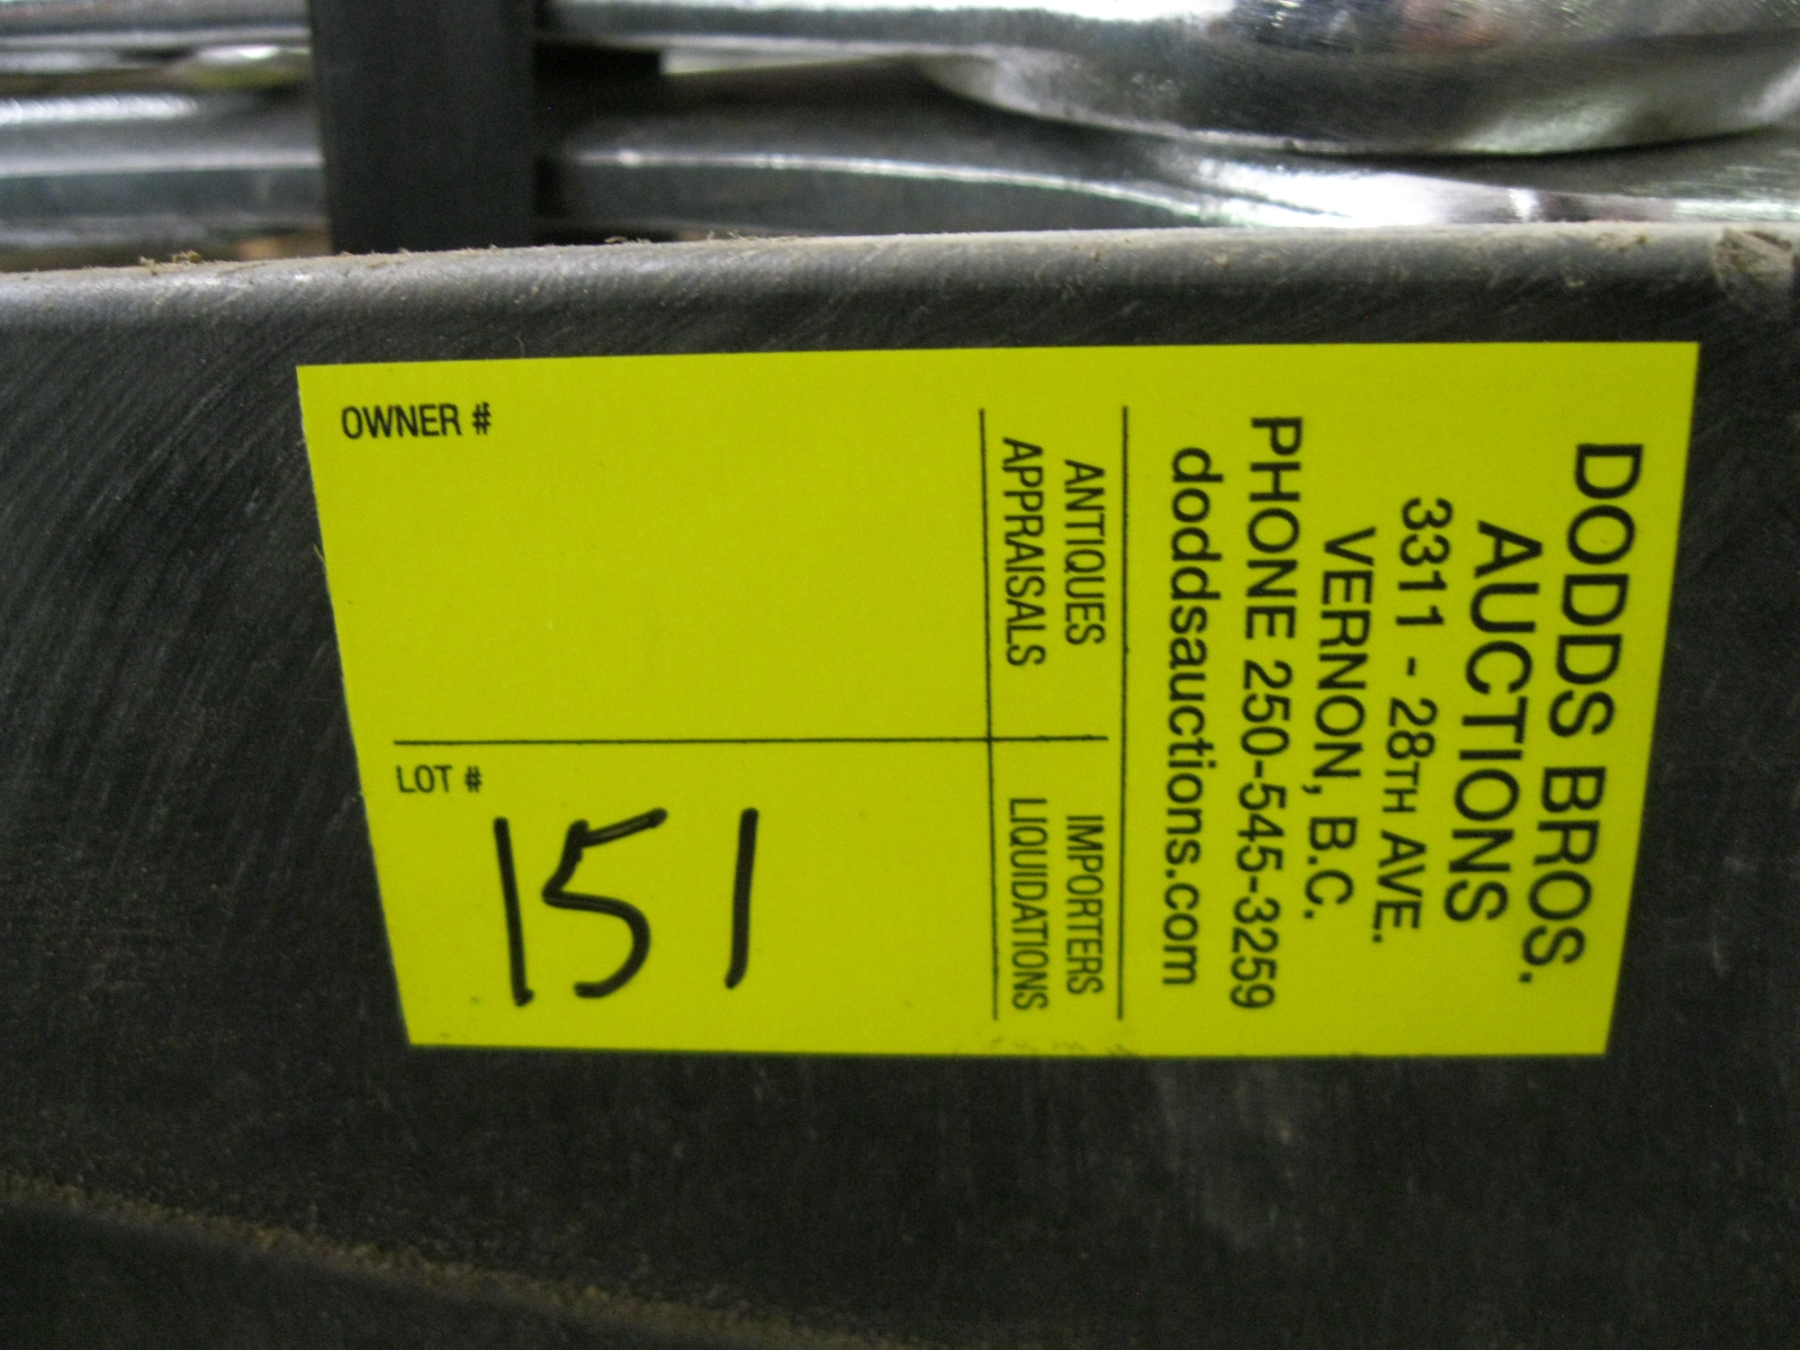 DODDS BROS.
AUCTIONS
3311 - 28TH AVE.
VERNON, B.C.
PHONE 250-545-3259
doddsauctions.com
ANTIQUES IMPORTERS
APPRAISALS LIQUIDATIONS
OWNER #
LOT #
151